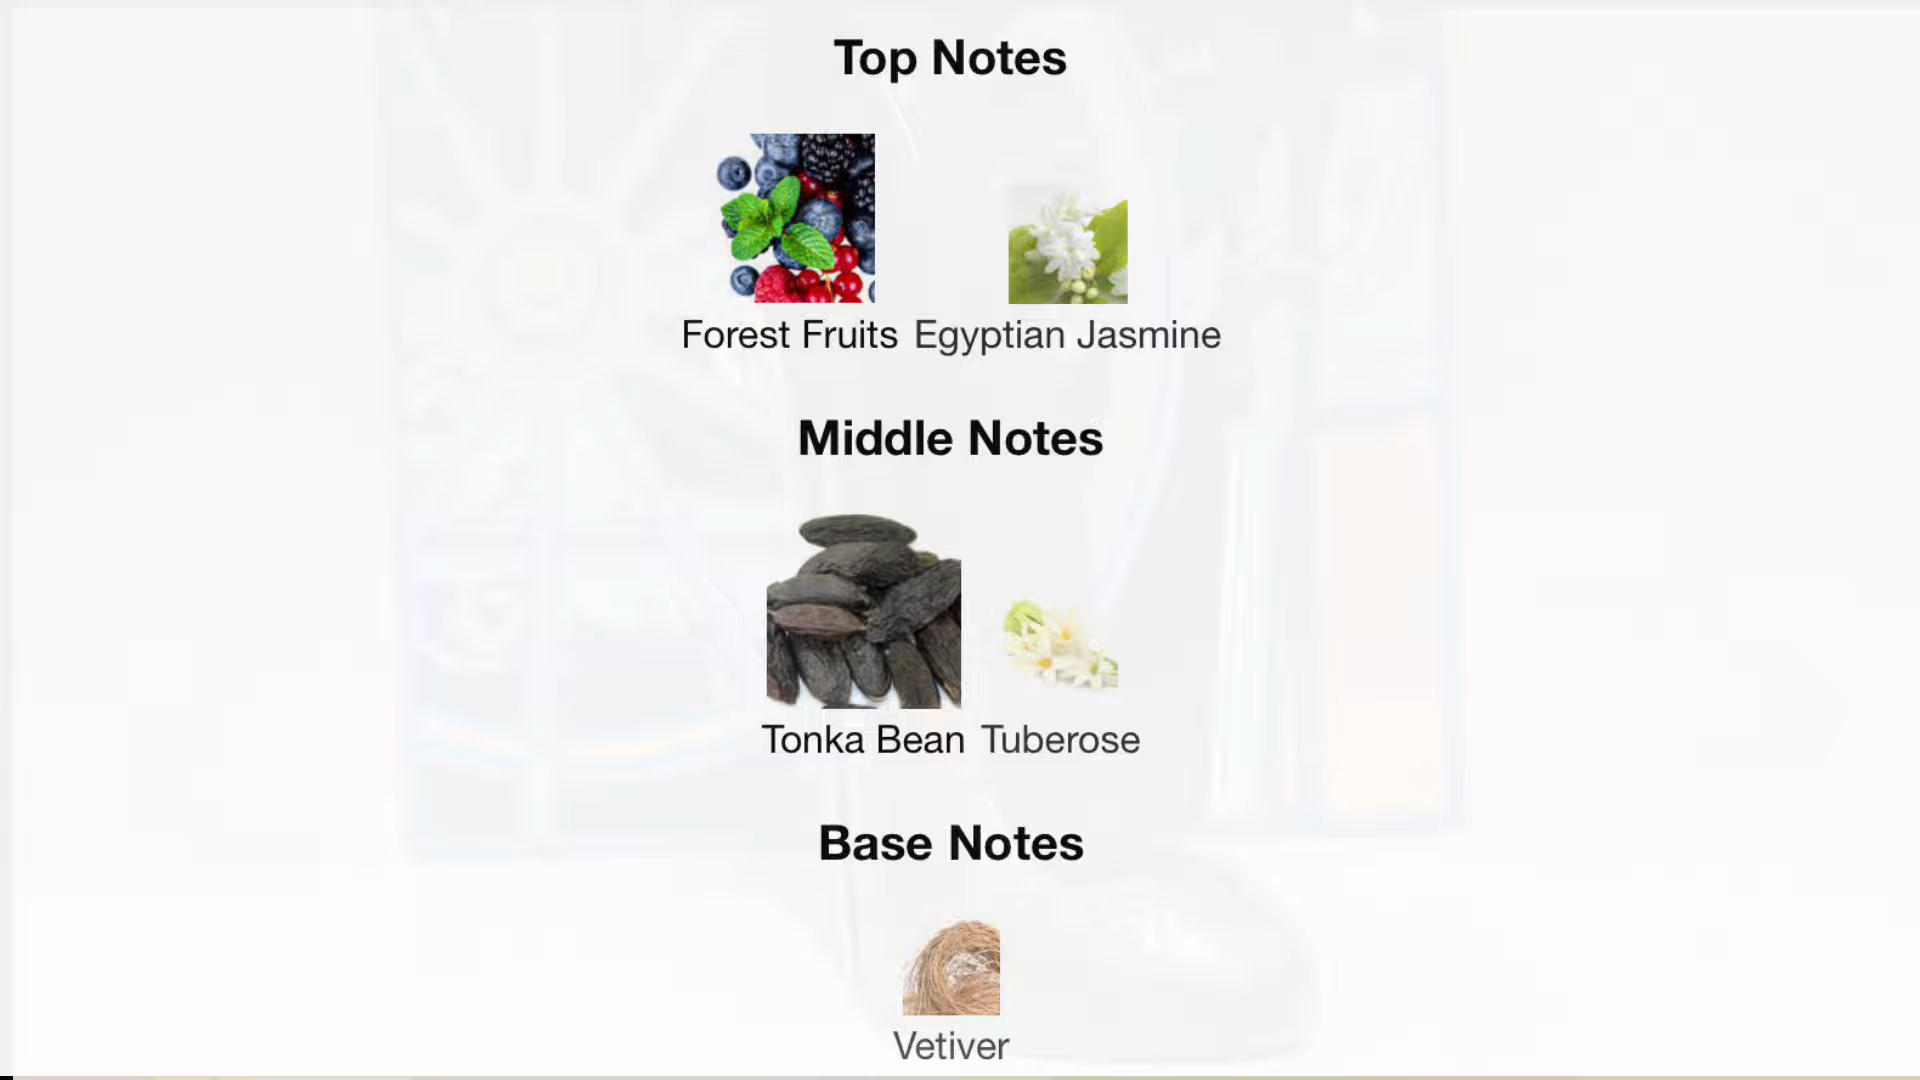 Top Notes
Forest Fruits Egyptian Jasmine
Middle Notes
Tonka Bean Tuberose
Base Notes
Vetiver